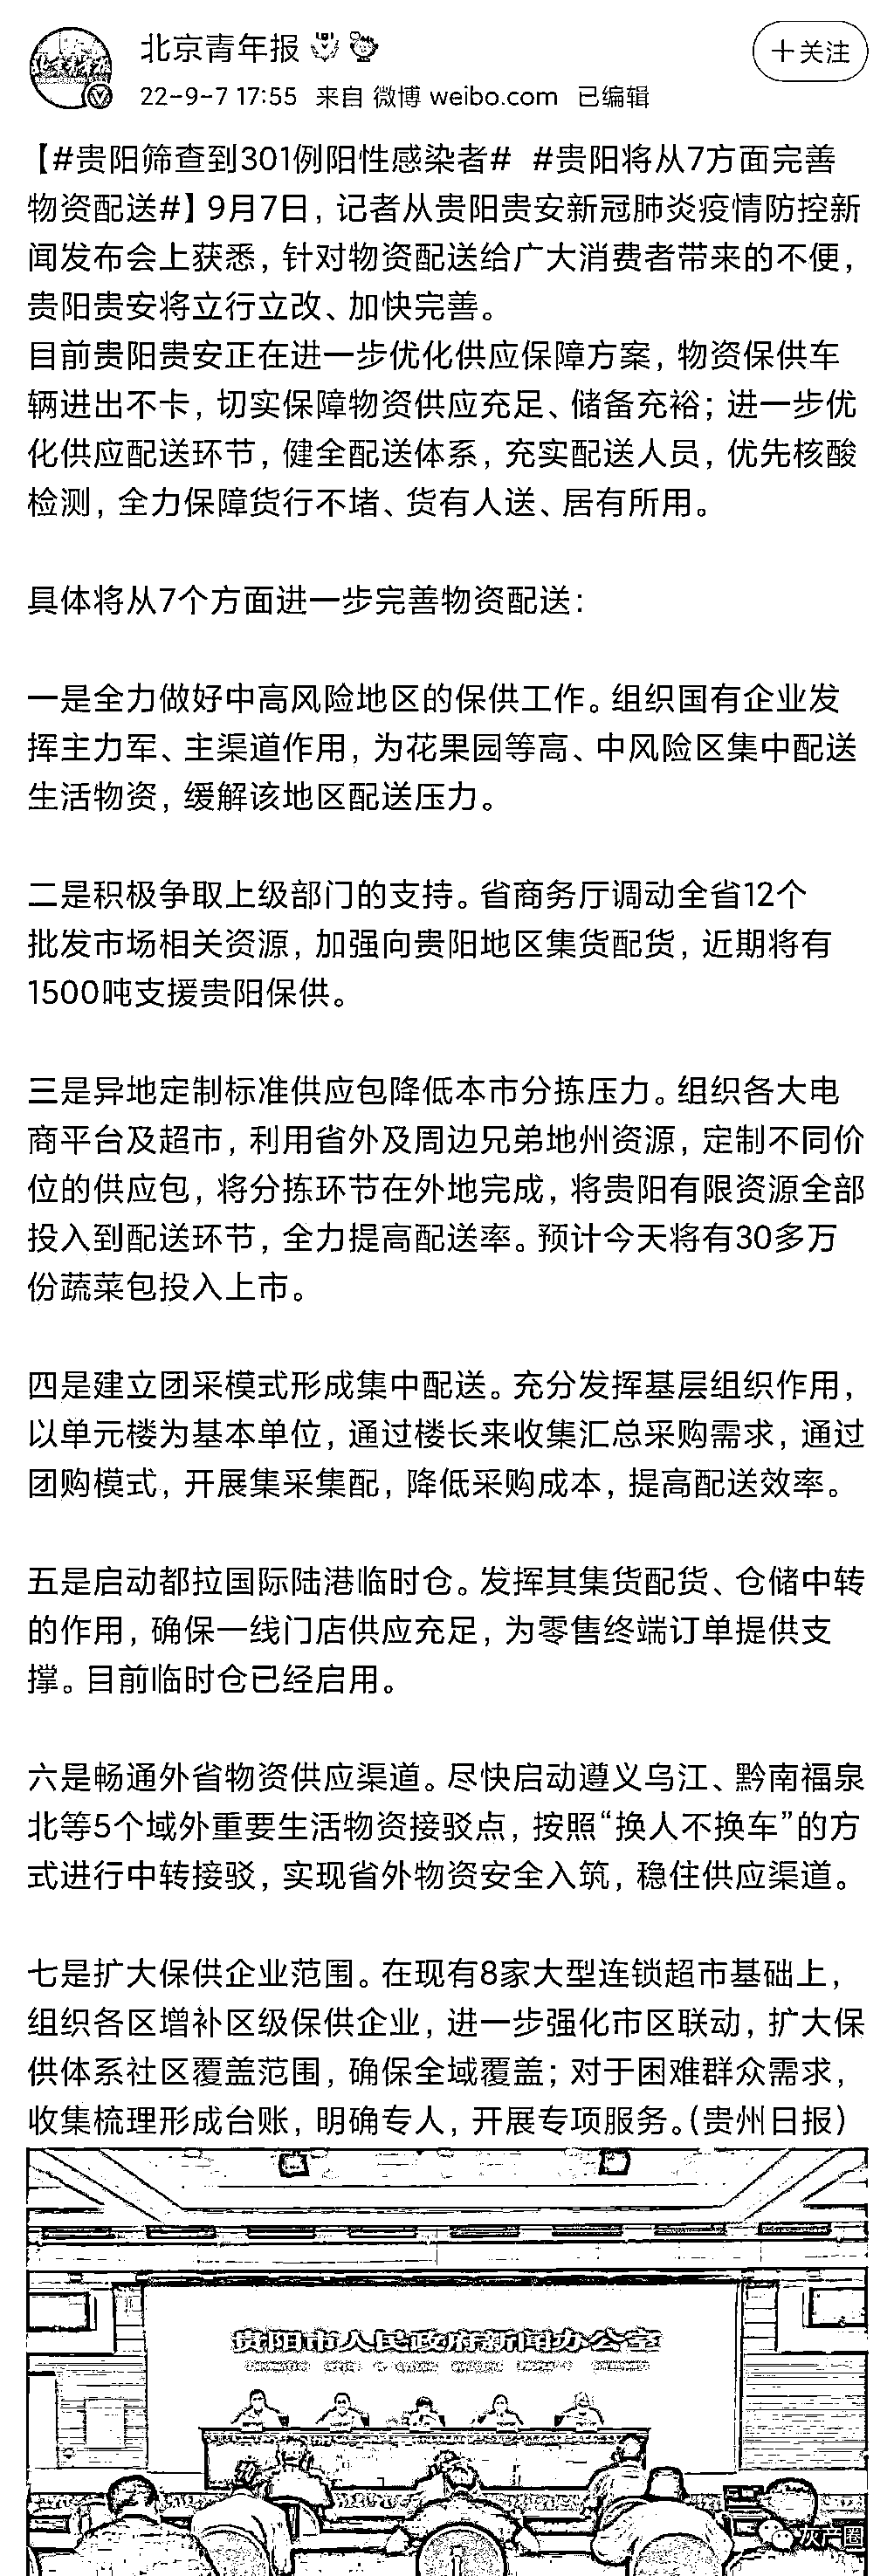 北京青年报
+关注
22-9-7 17:55 来自 微博 weibo.com 已编辑
【#贵阳筛查到301例阳性感染者# #贵阳将从7方面完善
物资配送#】9月7日，记者从贵阳贵安新冠肺炎疫情防控新
闻发布会上获悉，针对物资配送给广大消费者带来的不便，
贵阳贵安将立行立改、加快完善。
目前贵阳贵安正在进一步优化供应保障方案，物资保供车
辆进出不卡，切实保障物资供应充足、储备充裕；进一步优
化供应配送环节，健全配送体系，充实配送人员，优先核酸
检测，全力保障货行不堵、货有人送、居有所用。
具体将从7个方面进一步完善物资配送：
一是全力做好中高风险地区的保供工作。组织国有企业发
挥主力军、主渠道作用，为花果园等高、中风险区集中配送
生活物资，缓解该地区配送压力。
二是积极争取上级部门的支持。省商务厅调动全省12个
批发市场相关资源，加强向贵阳地区集货配货，近期将有
1500吨支援贵阳保供。
三是异地定制标准供应包降低本市分拣压力。组织各大电
商平台及超市，利用省外及周边兄弟地州资源，定制不同价
位的供应包，将分拣环节在外地完成，将贵阳有限资源全部
投入到配送环节，全力提高配送率。预计今天将有30多万
份蔬菜包投入上市。
四是建立团采模式形成集中配送。充分发挥基层组织作用，
以单元楼为基本单位，通过楼长来收集汇总采购需求，通过
团购模式，开展集采集配，降低采购成本，提高配送效率。
五是启动都拉国际陆港临时仓。发挥其集货配货、仓储中转
的作用，确保一线门店供应充足，为零售终端订单提供支
撑。目前临时仓已经启用。
六是畅通外省物资供应渠道。尽快启动遵义乌江、黔南福泉
北等5个域外重要生活物资接驳点，按照“换人不换车”的方
式进行中转接驳，实现省外物资安全入筑，稳住供应渠道。
七是扩大保供企业范围。在现有8家大型连锁超市基础上，
组织各区增补区级保供企业，进一步强化市区联动，扩大保
供体系社区覆盖范围，确保全域覆盖；对于困难群众需求，
收集梳理形成台账，明确专人，开展专项服务。（贵州日报）
贵阳市人民政府新闻办公室
灰产圈